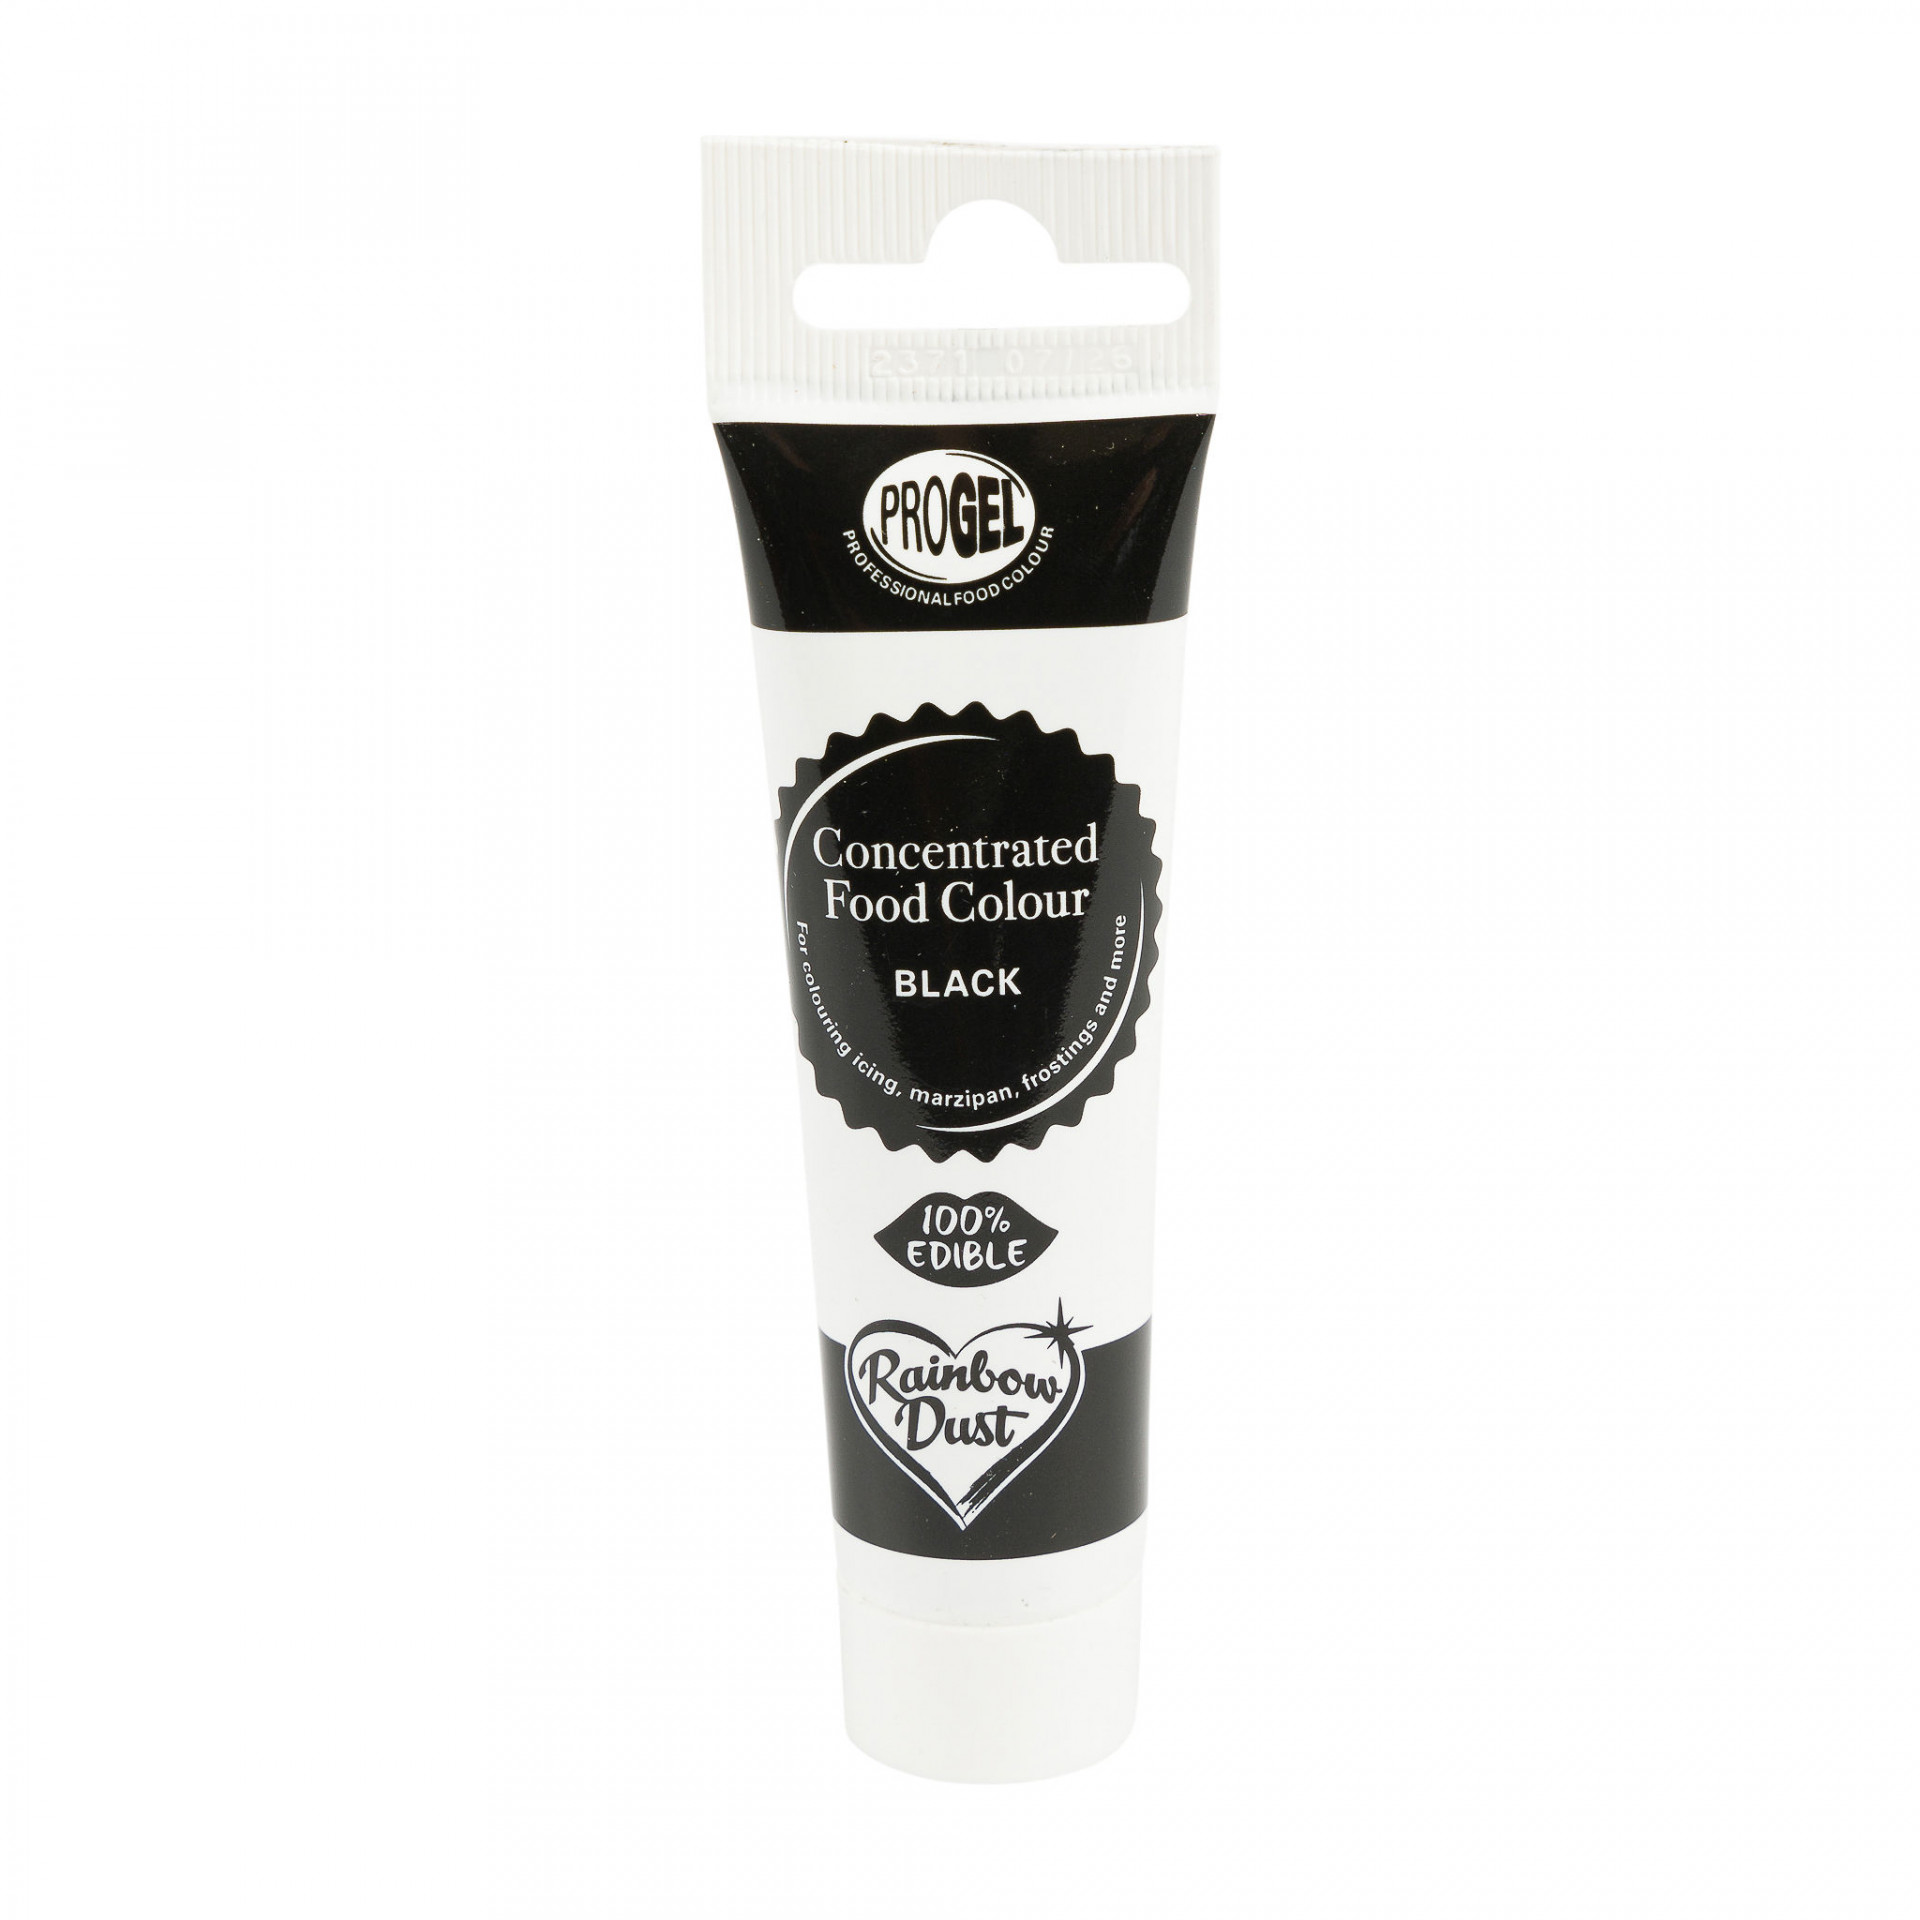 2371 07/26
PROGEL
PROFESSIONAL FOOD COLOUR
Concentrated
Food Colour
BLACK
For colouring icing, marzipan, frostings and more
100%
EDIBLE
Rainbow
Dust